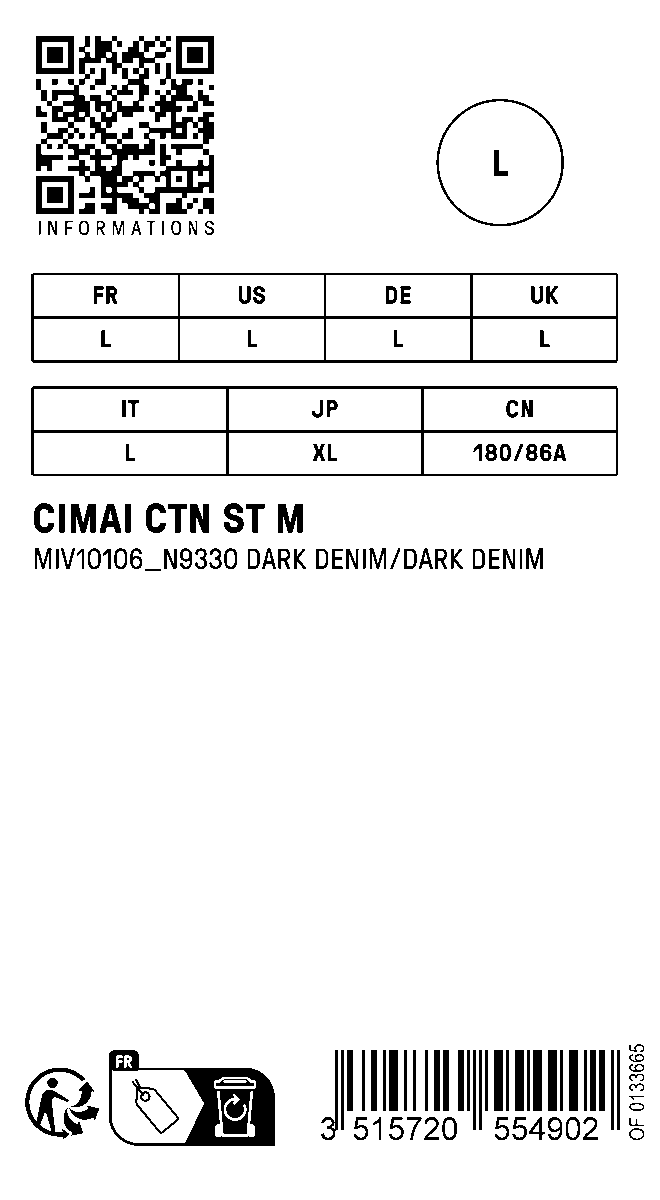 INFORMATIONS
L
FR US DE UK
L L L L
IT JP CN
L XL 180/86A
CIMAI CTN ST M
MIV10106_N9330 DARK DENIM/DARK DENIM
FR
3 515720 554902
OF 0133665